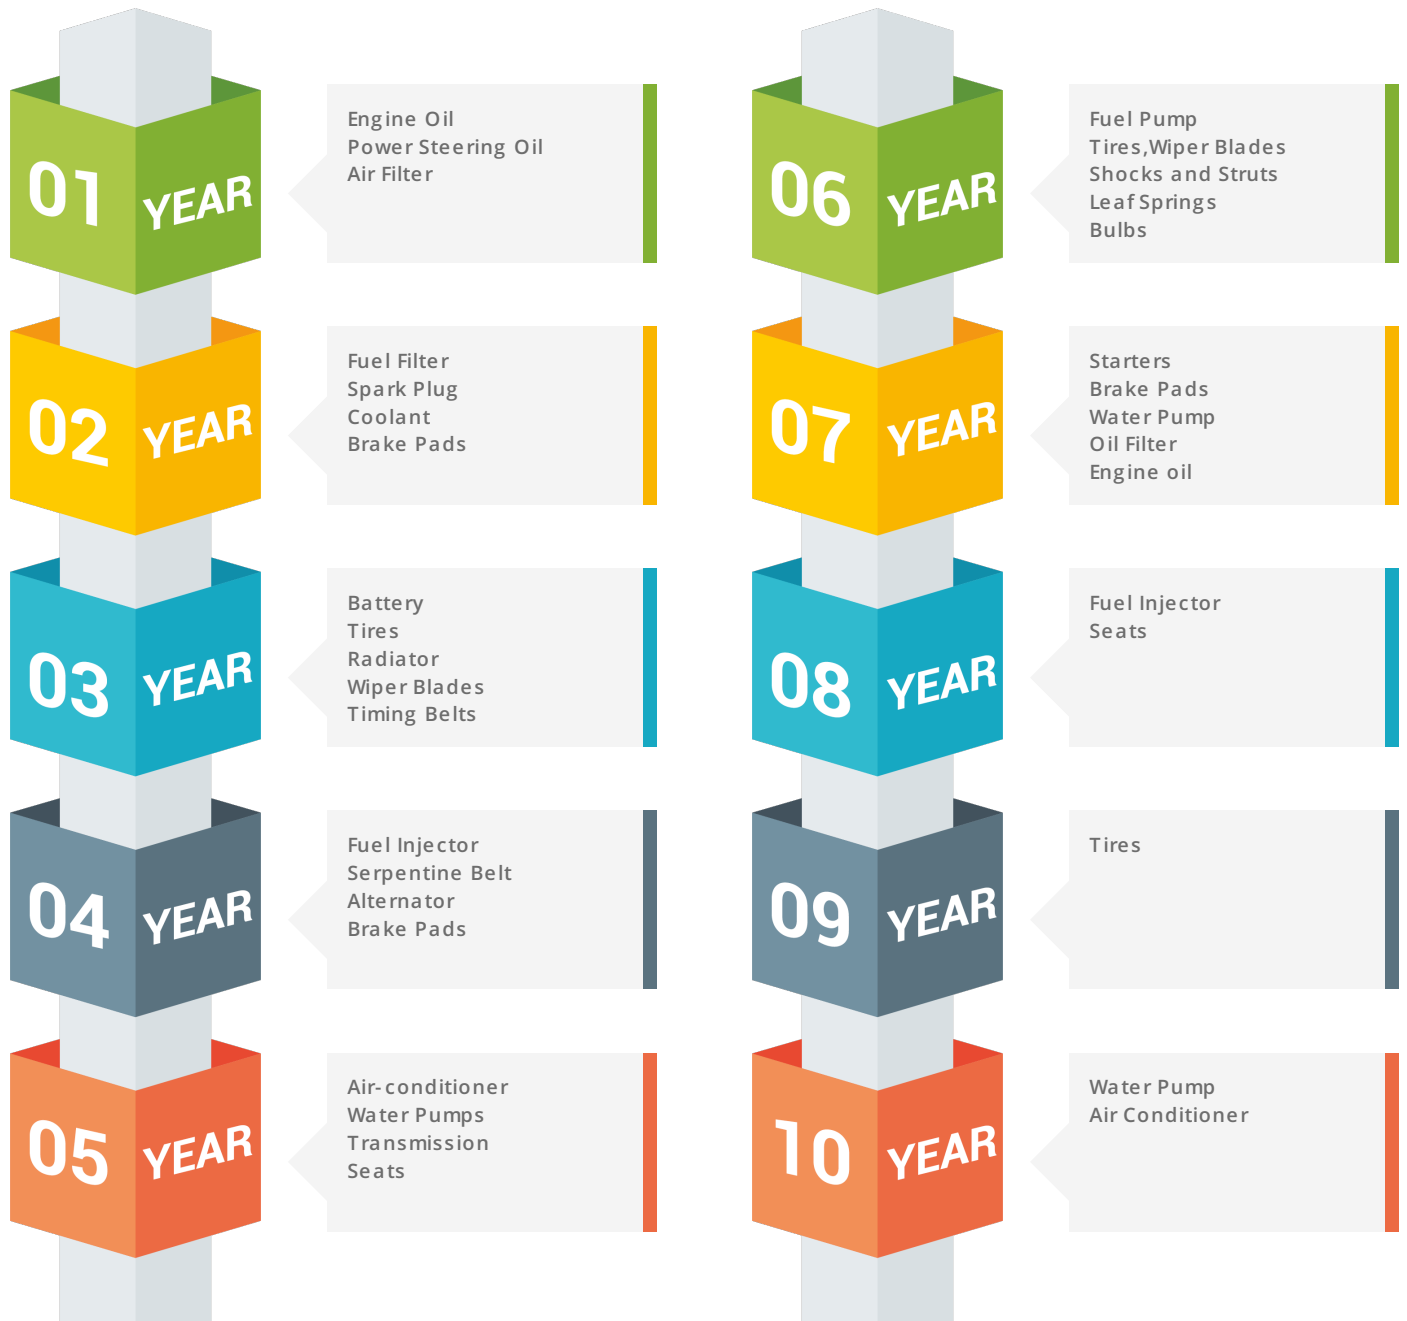 01 YEAR
Engine Oil
Power Steering Oil
Air Filter
02 YEAR
Fuel Filter
Spark Plug
Coolant
Brake Pads
03 YEAR
Battery
Tires
Radiator
Wiper Blades
Timing Belts
04 YEAR
Fuel Injector
Serpentine Belt
Alternator
Brake Pads
05 YEAR
Air-conditioner
Water Pumps
Transmission
Seats
06 YEAR
Fuel Pump
Tires,Wiper Blades
Shocks and Struts
Leaf Springs
Bulbs
07 YEAR
Starters
Brake Pads
Water Pump
Oil Filter
Engine oil
08 YEAR
Fuel Injector
Seats
09 YEAR
Tires
10 YEAR
Water Pump
Air Conditioner